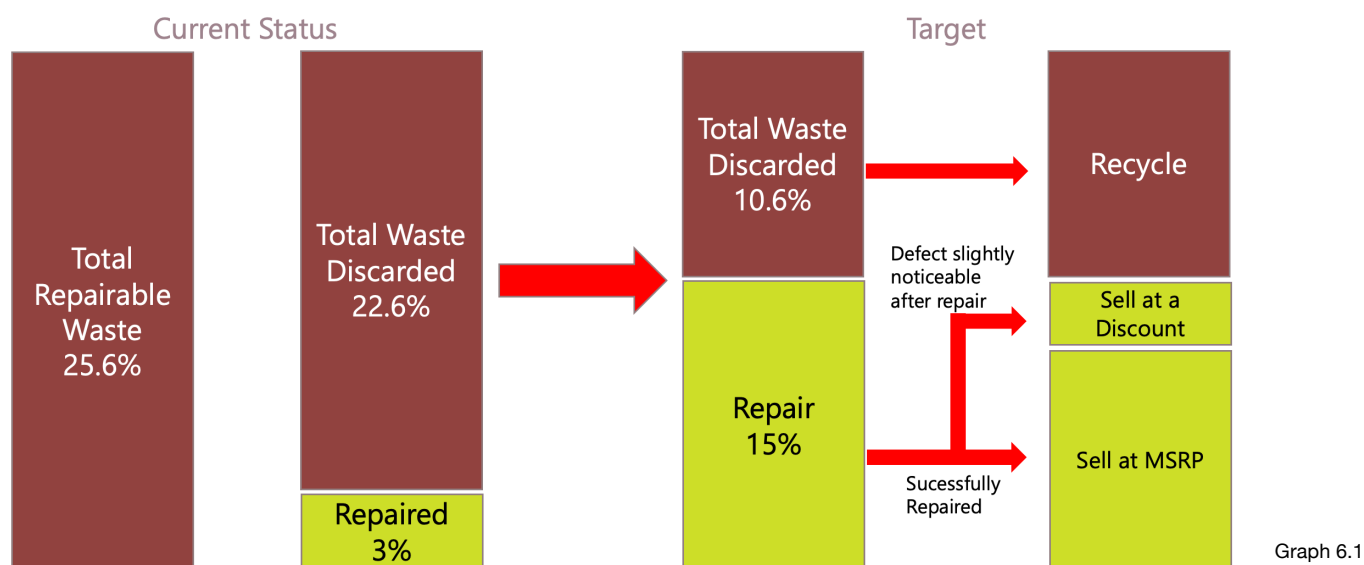 Current Status
Target
Total
Repairable
Waste
25.6%
Total Waste
Discarded
22.6%
Repaired
3%
Total Waste
Discarded
10.6%
Repair
15%
Defect slightly
noticeable
after repair
Sucessfully
Repaired
Recycle
Sell at a
Discount
Sell at MSRP
Graph 6.1